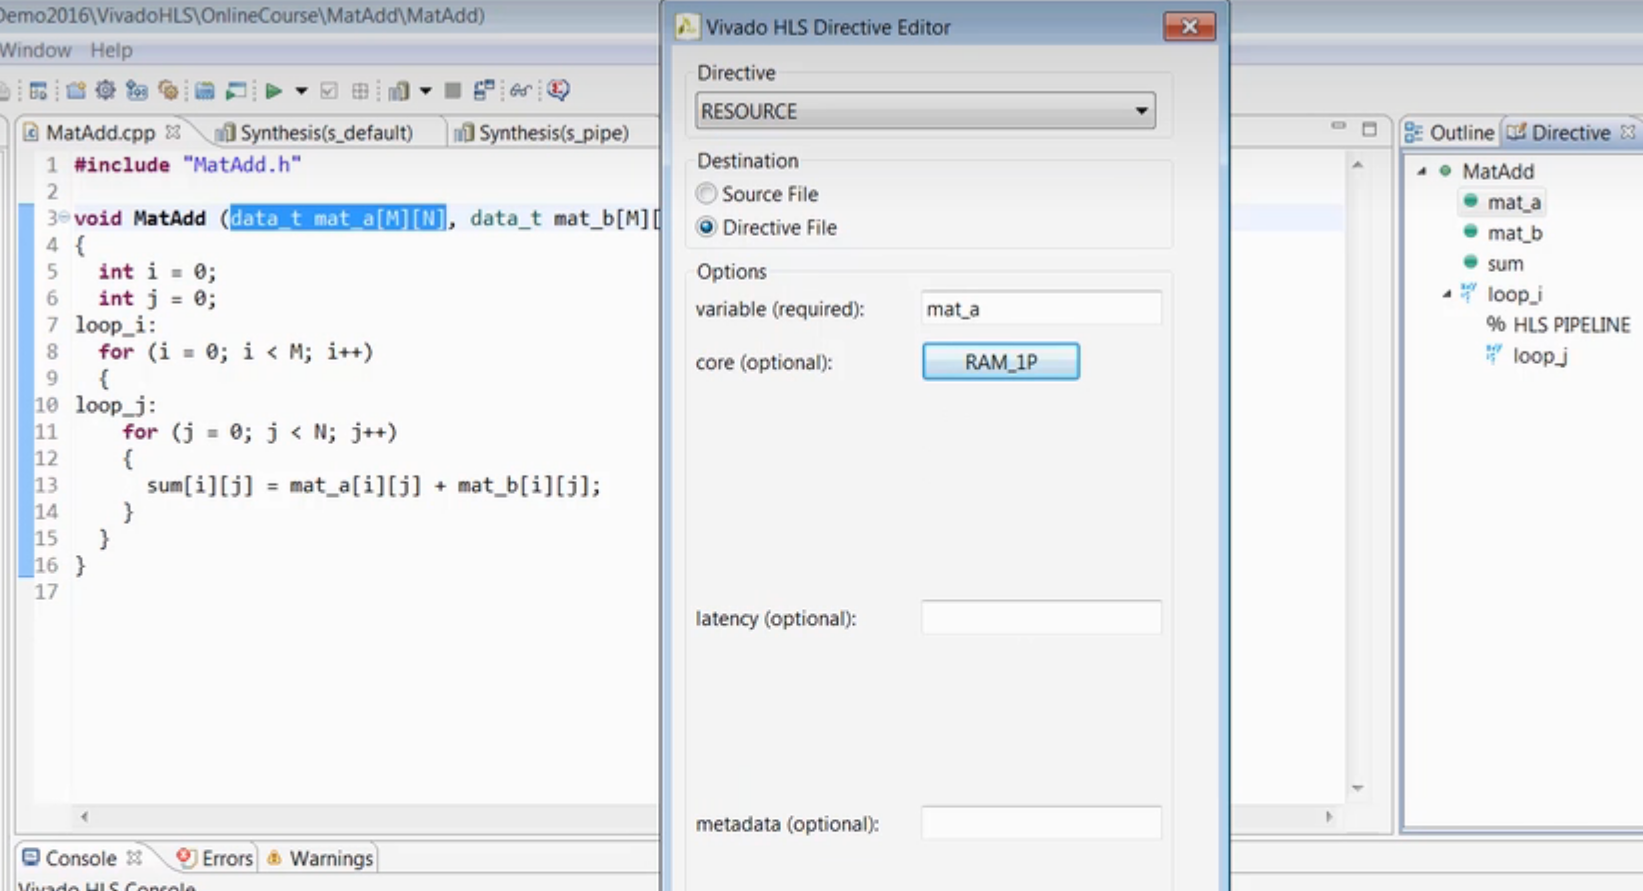 Demo2016\VivadoHLS\OnlineCourse\MatAdd\MatAdd)
Window Help
MatAdd.cpp Synthesis(s_default) Synthesis(s_pipe)
1 #include "MatAdd.h"
2
3 void MatAdd (data_t mat_a[M][N], data_t mat_b[M][
4 {
5 int i = 0;
6 int j = 0;
7 loop_i:
8 for (i = 0; i < M; i++)
9 {
10 loop_j:
11 for (j = 0; j < N; j++)
12 {
13 sum[i][j] = mat_a[i][j] + mat_b[i][j];
14 }
15 }
16 }
17
Console Errors Warnings
Vivado HLS Console
Vivado HLS Directive Editor
Directive
RESOURCE
Destination
Source File
Directive File
Options
variable (required): mat_a
core (optional): RAM_1P
latency (optional):
metadata (optional):
Outline Directive
MatAdd
mat_a
mat_b
sum
loop_i
% HLS PIPELINE
loop_j